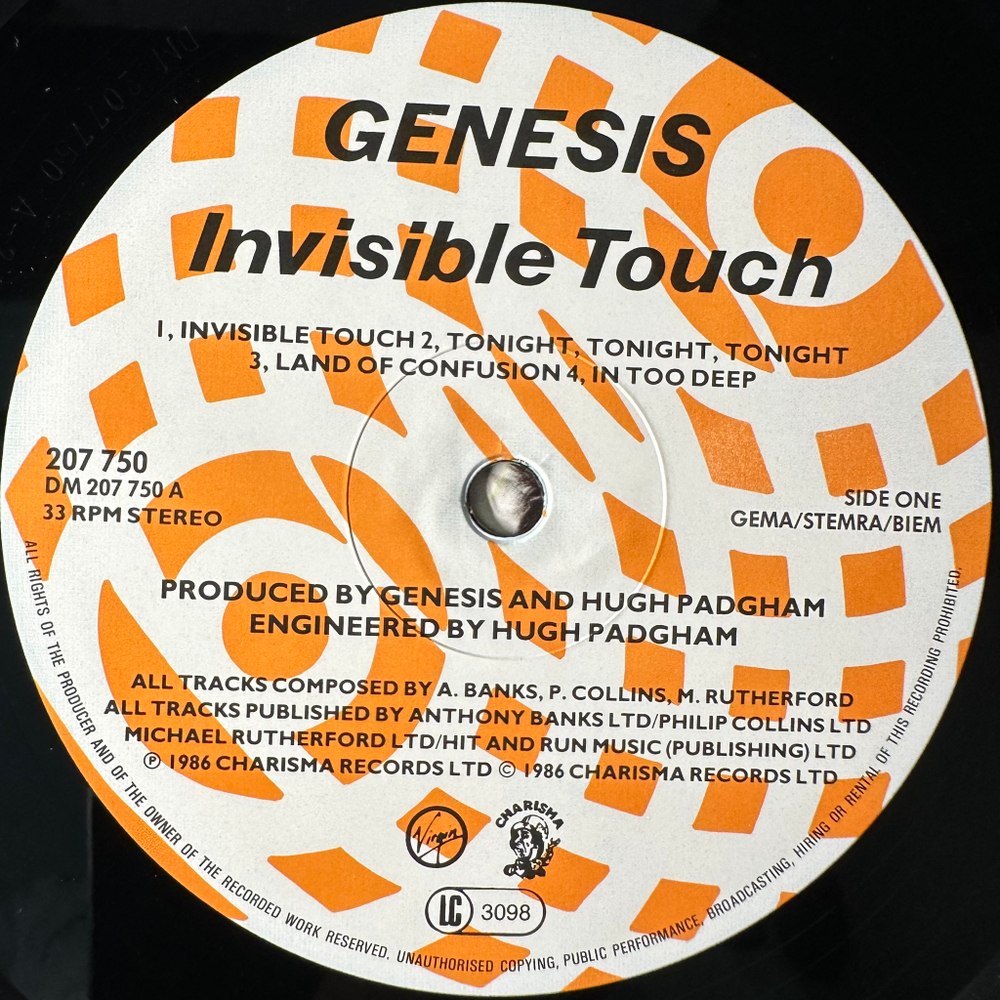 GENESIS
Invisible Touch
1, INVISIBLE TOUCH 2, TONIGHT, TONIGHT, TONIGHT
3, LAND OF CONFUSION 4, IN TOO DEEP
207 750
DM 207 750 A
33 RPM STEREO
SIDE ONE
GEMA/STEMRA/BIEM
PRODUCED BY GENESIS AND HUGH PADGHAM
ENGINEERED BY HUGH PADGHAM
ALL TRACKS COMPOSED BY A. BANKS, P. COLLINS, M. RUTHERFORD
ALL TRACKS PUBLISHED BY ANTHONY BANKS LTD/PHILIP COLLINS LTD
MICHAEL RUTHERFORD LTD/HIT AND RUN MUSIC (PUBLISHING) LTD
℗ 1986 CHARISMA RECORDS LTD © 1986 CHARISMA RECORDS LTD
Virgin
CHARISMA
LC 3098
ALL RIGHTS OF THE PRODUCER AND OF THE OWNER OF THE RECORDED WORK RESERVED. UNAUTHORISED COPYING, PUBLIC PERFORMANCE, BROADCASTING, HIRING OR RENTAL OF THIS RECORDING PROHIBITED.